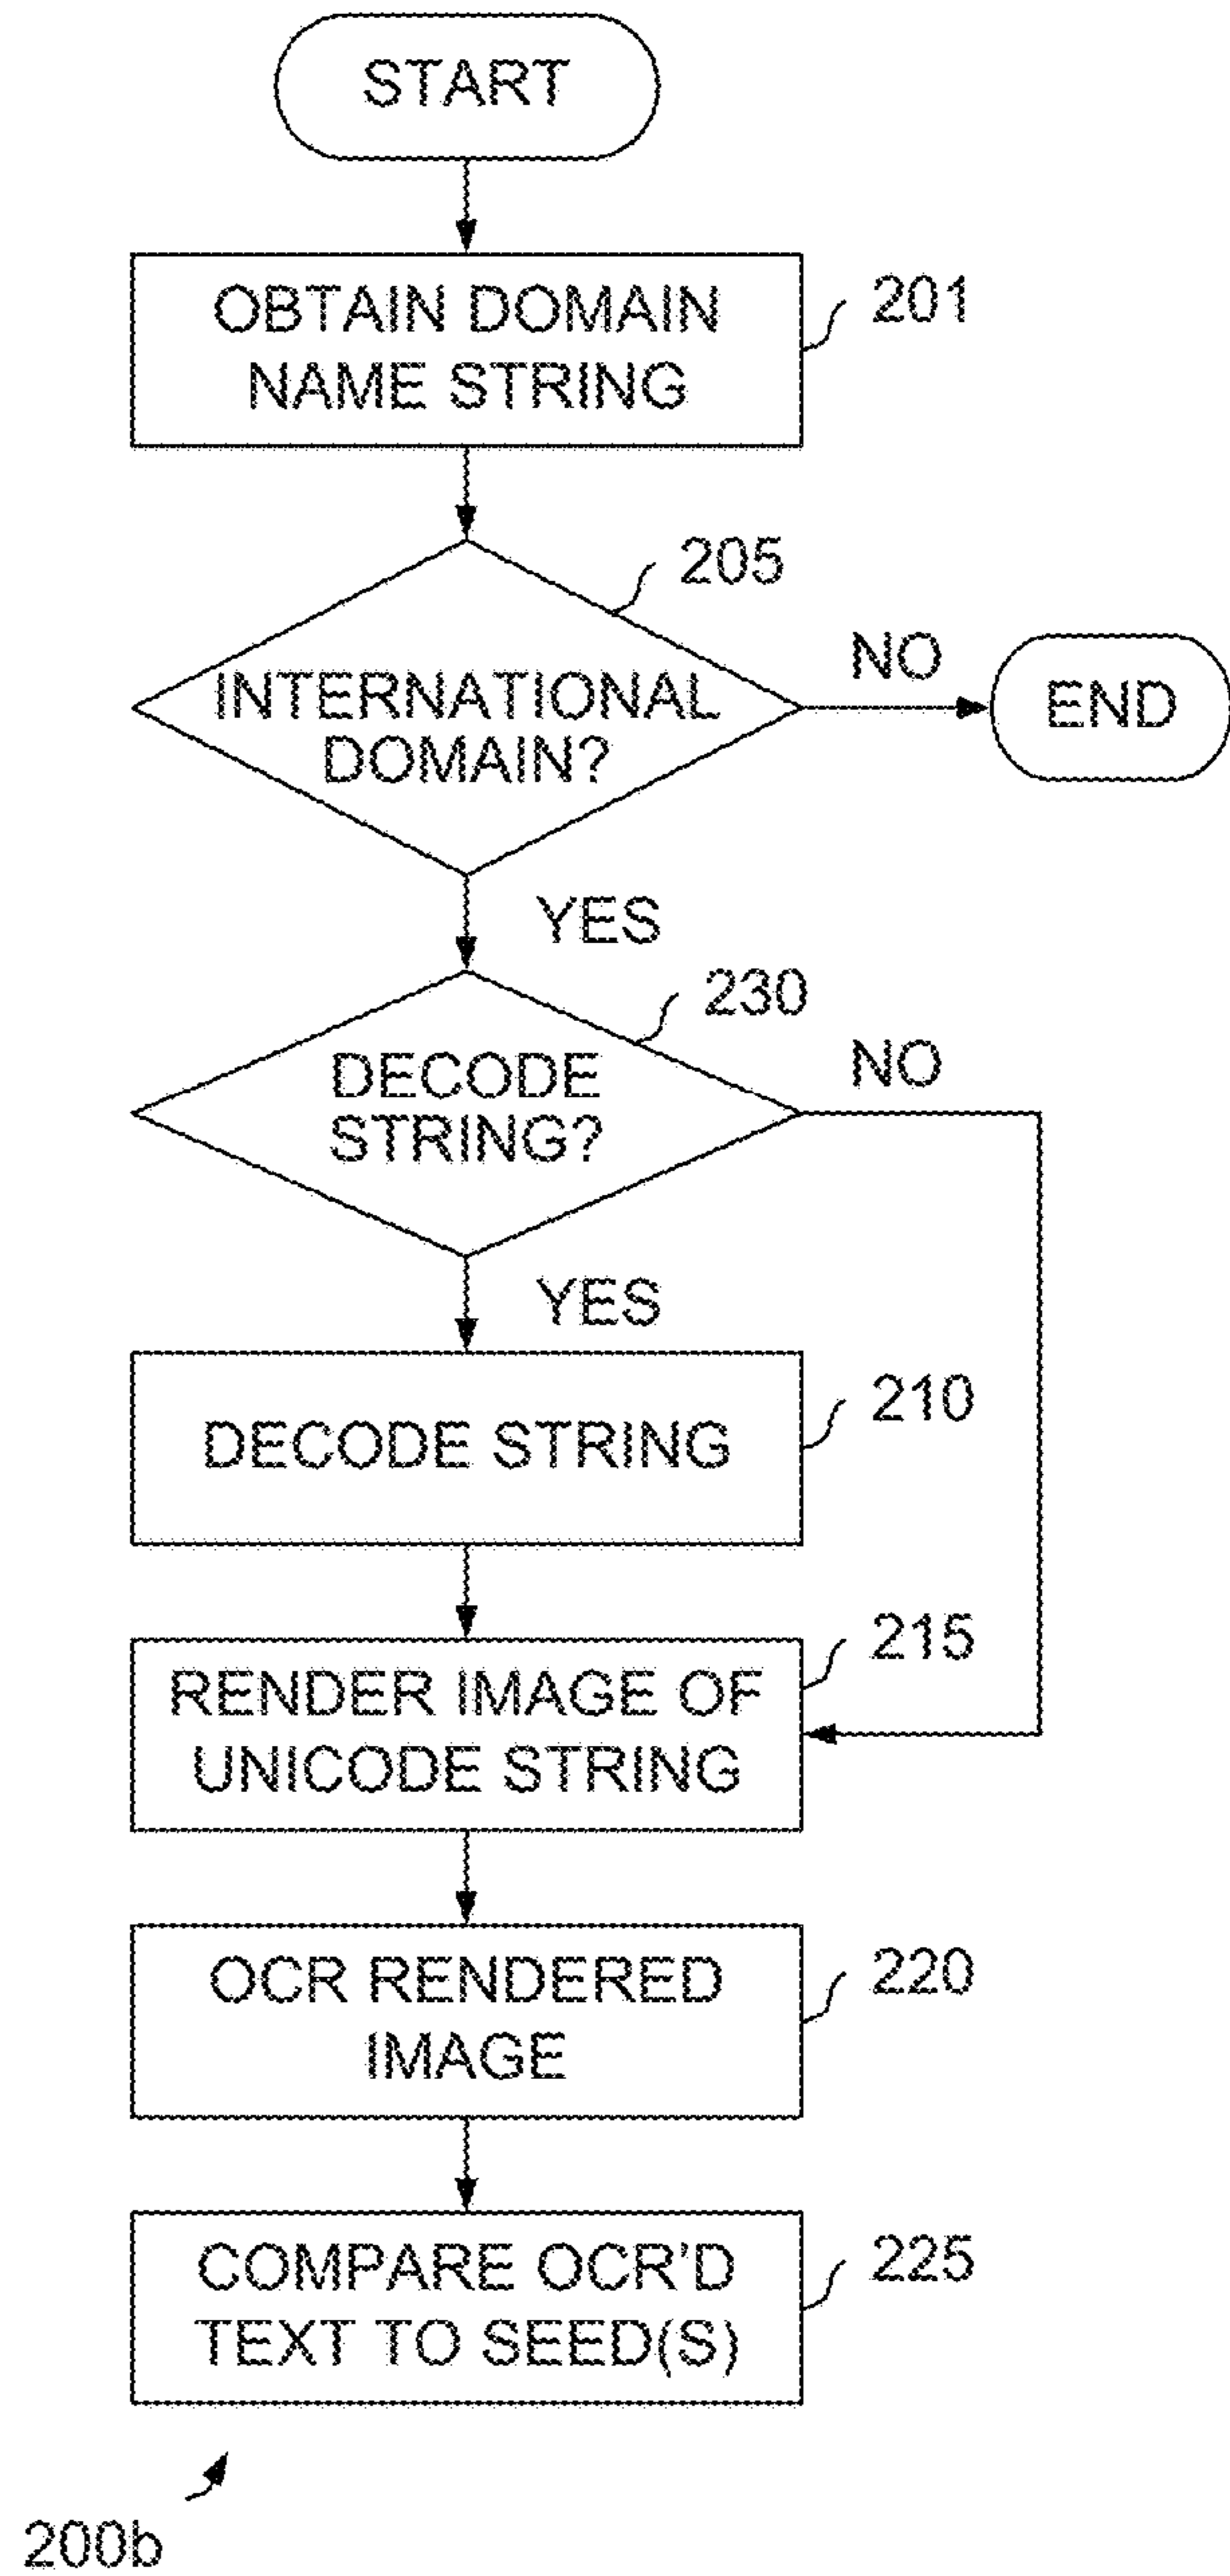 START
OBTAIN DOMAIN
NAME STRING
201
205
INTERNATIONAL
DOMAIN?
NO
END
YES
230
DECODE
STRING?
NO
YES
DECODE STRING
210
RENDER IMAGE OF
UNICODE STRING
215
OCR RENDERED
IMAGE
220
COMPARE OCR'D
TEXT TO SEED(S)
225
200b